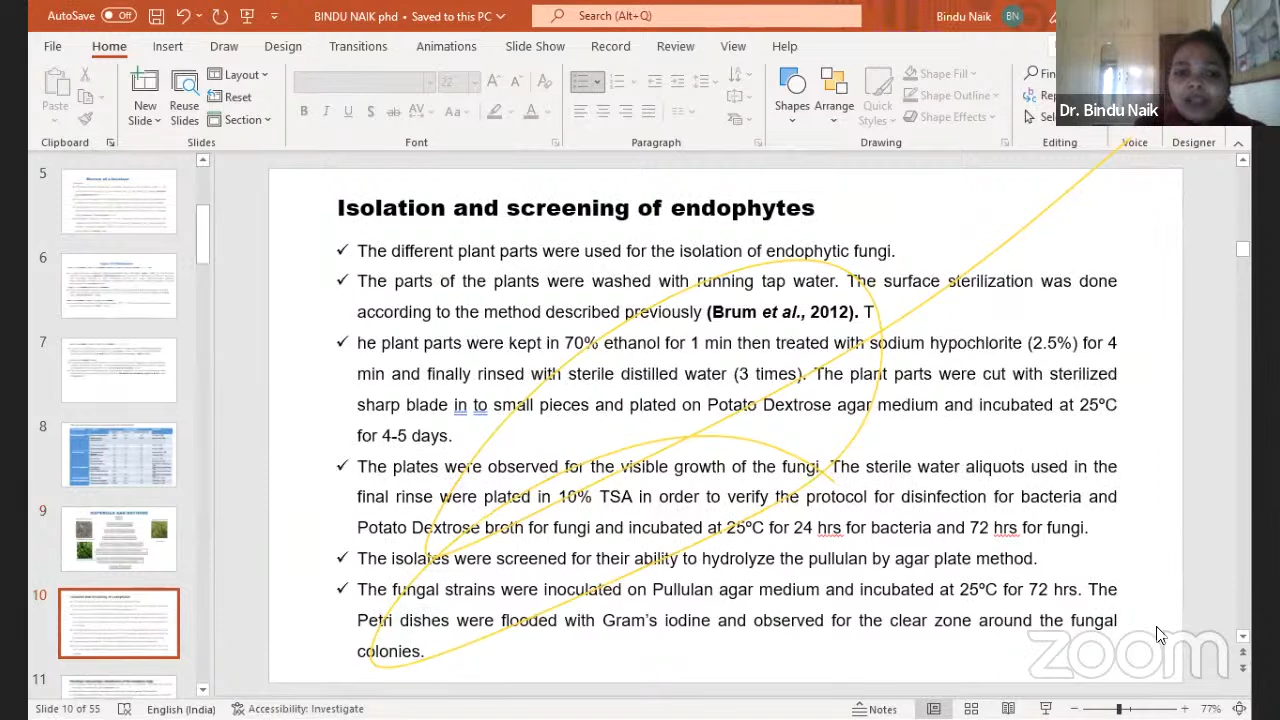 AutoSave Off BINDU NAIK phd • Saved to this PC Search (Alt+Q) Bindu Naik BN
File Home Insert Draw Design Transitions Animations Slide Show Record Review View Help
Paste New Slide Reuse Slides Layout Reset Section Shapes Arrange Quick Styles Shape Fill Shape Outline Shape Effects
Dr. Bindu Naik
Clipboard Slides Font Paragraph Drawing Editing Voice Designer
5
6
7
8
10
11
Isolation and screening of endophytes
✓ The different plant parts were used for the isolation of endophytic fungi.
✓ The parts of the plants were washed with running tap water. The surface sterilization was done
according to the method described previously (Brum et al., 2012). T
✓ he plant parts were kept in 70% ethanol for 1 min then treated with sodium hypochlorite (2.5%) for 4
min and finally rinsed with sterile distilled water (3 times). The plant parts were cut with sterilized
sharp blade in to small pieces and plated on Potato Dextrose agar medium and incubated at 25ºC
for 4-5 days.
✓ The plates were observed for the visible growth of the fungi. The sterile water aliquots used in the
final rinse were plated in 10% TSA in order to verify the protocol for disinfection for bacteria and
Potato Dextrose broth for fungi and incubated at 25ºC for 24 hrs for bacteria and 72 hrs for fungi.
✓ The isolates were screened for their ability to hydrolyze the pullulan by agar plate method.
✓ The fungal strains were inoculated on Pullulan agar medium and incubated at 25ºC for 72 hrs. The
Petri dishes were flooded with Gram's iodine and observed for the clear zone around the fungal
colonies.
zoom
Slide 10 of 55 English (India) Accessibility: Investigate Notes 77%